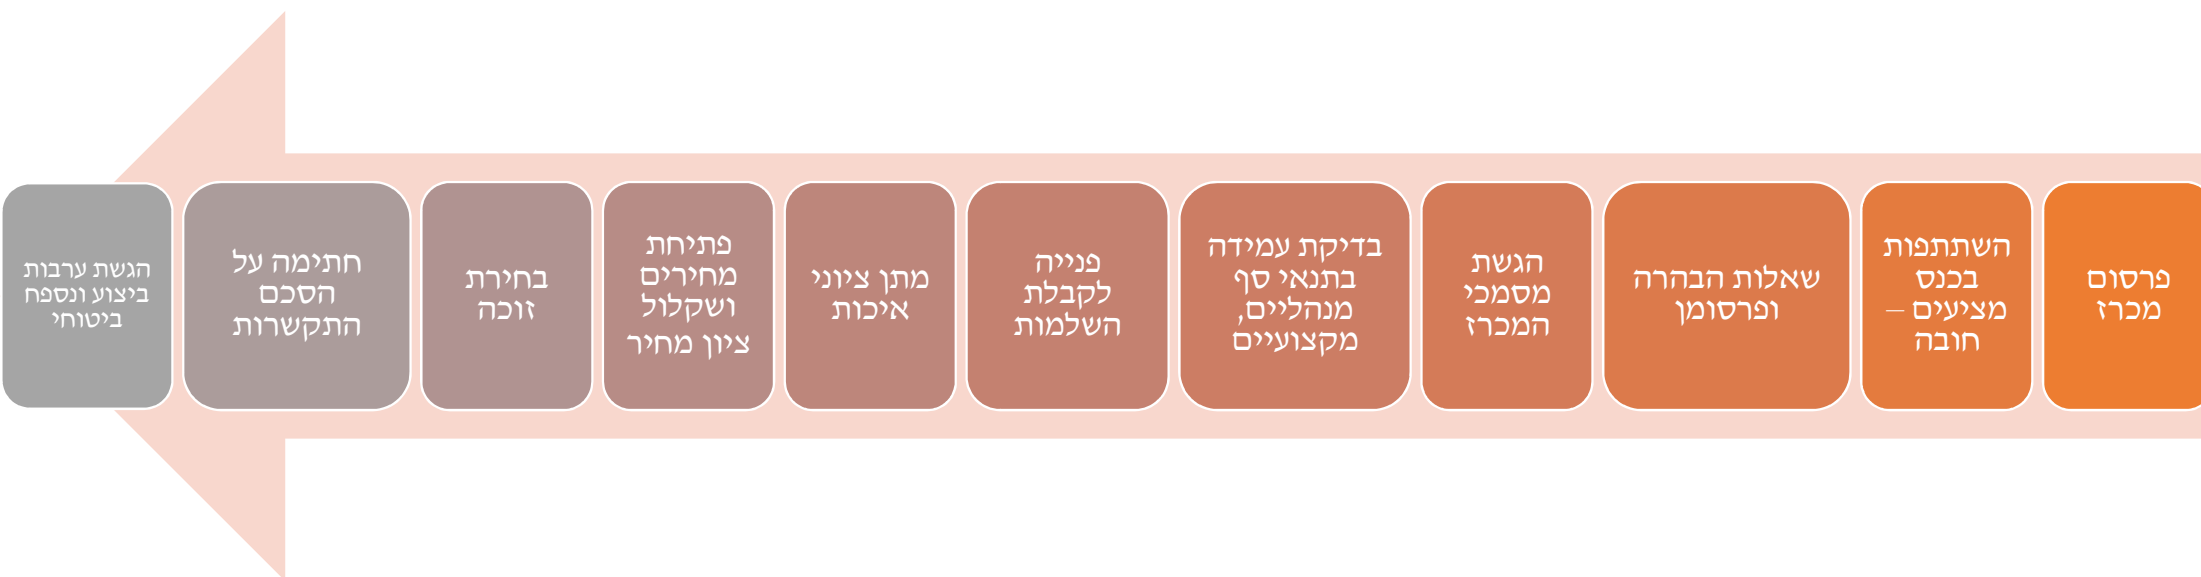 פרסום
מכרז
השתתפות
בכנס
מציעים –
חובה
שאלות הבהרה
ופרסומן
הגשת
מסמכי
המכרז
בדיקת עמידה
בתנאי סף
מנהליים,
מקצועיים
פנייה
לקבלת
השלמות
מתן ציוני
איכות
פתיחת
מחירים
ושקלול
ציון מחיר
בחירת
זוכה
חתימה על
הסכם
התקשרות
הגשת ערבות
ביצוע ונספח
ביטוחי